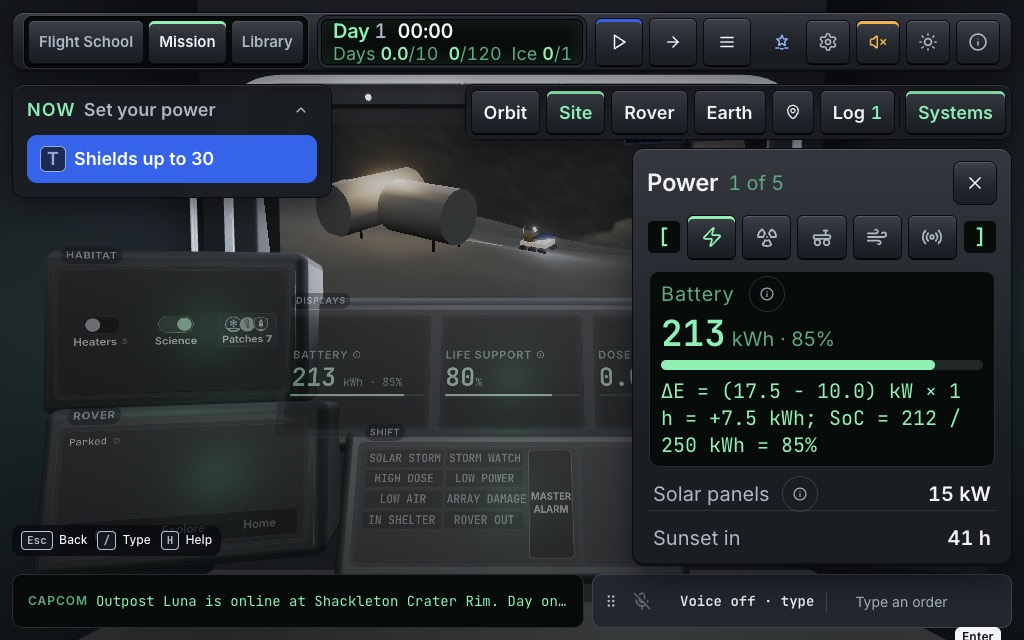 Flight School
Mission
Library
Day 1 00:00
Days 0.0/10 0/120 Ice 0/1
NOW Set your power
T Shields up to 30
Orbit
Site
Rover
Earth
Log 1
Systems
Power 1 of 5
[
]
Battery
213 kWh · 85%
ΔE = (17.5 - 10.0) kW × 1
h = +7.5 kWh; SoC = 212 /
250 kWh = 85%
Solar panels 15 kW
Sunset in 41 h
HABITAT
Heaters
Science
Patches 7
DISPLAYS
BATTERY
213 kWh · 85%
LIFE SUPPORT
80%
DOSE
0.0
ROVER
Parked
Explore
Home
SHIFT
SOLAR STORM STORM WATCH
HIGH DOSE LOW POWER
LOW AIR ARRAY DAMAGE
IN SHELTER ROVER OUT
MASTER
ALARM
Esc Back / Type H Help
CAPCOM Outpost Luna is online at Shackleton Crater Rim. Day on…
Voice off · type
Type an order
Enter